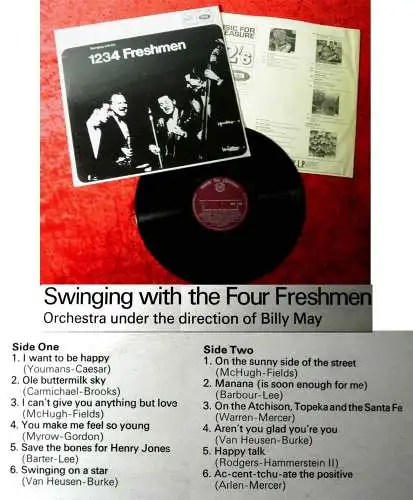 Swinging with the
1234 Freshmen
MUSIC FOR
PLEASURE
Swinging with the Four Freshmen
Orchestra under the direction of Billy May
Side One
1. I want to be happy
(Youmans-Caesar)
2. Ole buttermilk sky
(Carmichael-Brooks)
3. I can't give you anything but love
(McHugh-Fields)
4. You make me feel so young
(Myrow-Gordon)
5. Save the bones for Henry Jones
(Barter-Lee)
6. Swinging on a star
(Van Heusen-Burke)
Side Two
1. On the sunny side of the street
(McHugh-Fields)
2. Manana (is soon enough for me)
(Barbour-Lee)
3. On the Atchison, Topeka and the Santa Fe
(Warren-Mercer)
4. Aren't you glad you're you
(Van Heusen-Burke)
5. Happy talk
(Rodgers-Hammerstein II)
6. Ac-cent-tchu-ate the positive
(Arlen-Mercer)